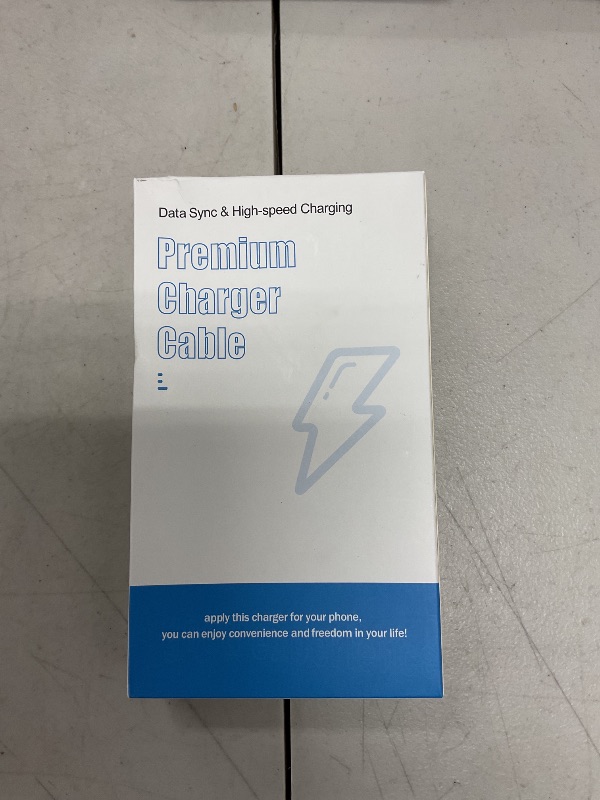 Data Sync & High-speed Charging
Premium
Charger
Cable
apply this charger for your phone,
you can enjoy convenience and freedom in your life!